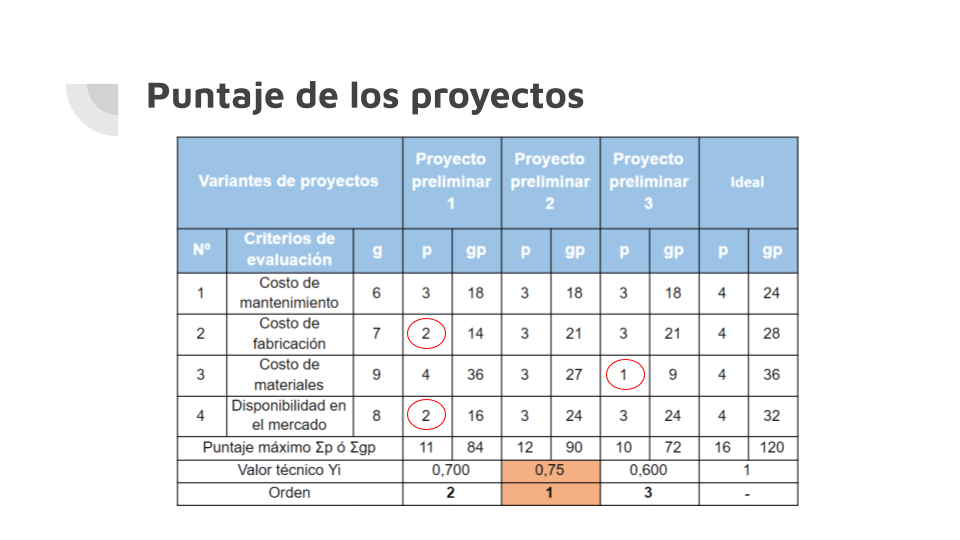 Puntaje de los proyectos
Variantes de proyectos Proyecto preliminar 1 Proyecto preliminar 2 Proyecto preliminar 3 Ideal
Nº Criterios de evaluación g p gp p gp p gp p gp
1 Costo de mantenimiento 6 3 18 3 18 3 18 4 24
2 Costo de fabricación 7 2 14 3 21 3 21 4 28
3 Costo de materiales 9 4 36 3 27 1 9 4 36
4 Disponibilidad en el mercado 8 2 16 3 24 3 24 4 32
Puntaje máximo Σp ó Σgp 11 84 12 90 10 72 16 120
Valor técnico Yi 0,700 0,75 0,600 1
Orden 2 1 3 -